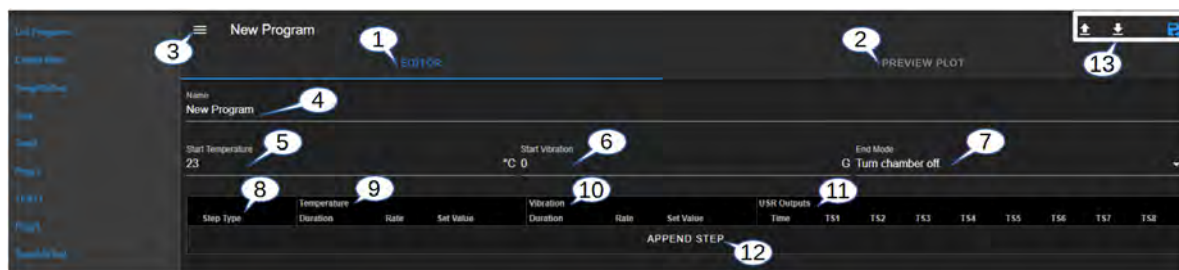 List Programs
New Program
3
1
2
13
EDITOR
PREVIEW PLOT
Name
New Program
4
Start Temperature
23
5
°C
Start Vibration
0
6
G
End Mode
Turn chamber off.
7
8
9
10
11
Temperature
Vibration
USR Outputs
Step Type Duration Rate Set Value Duration Rate Set Value Time TS1 TS2 TS3 TS4 TS5 TS6 TS7 TS8
APPEND STEP
12